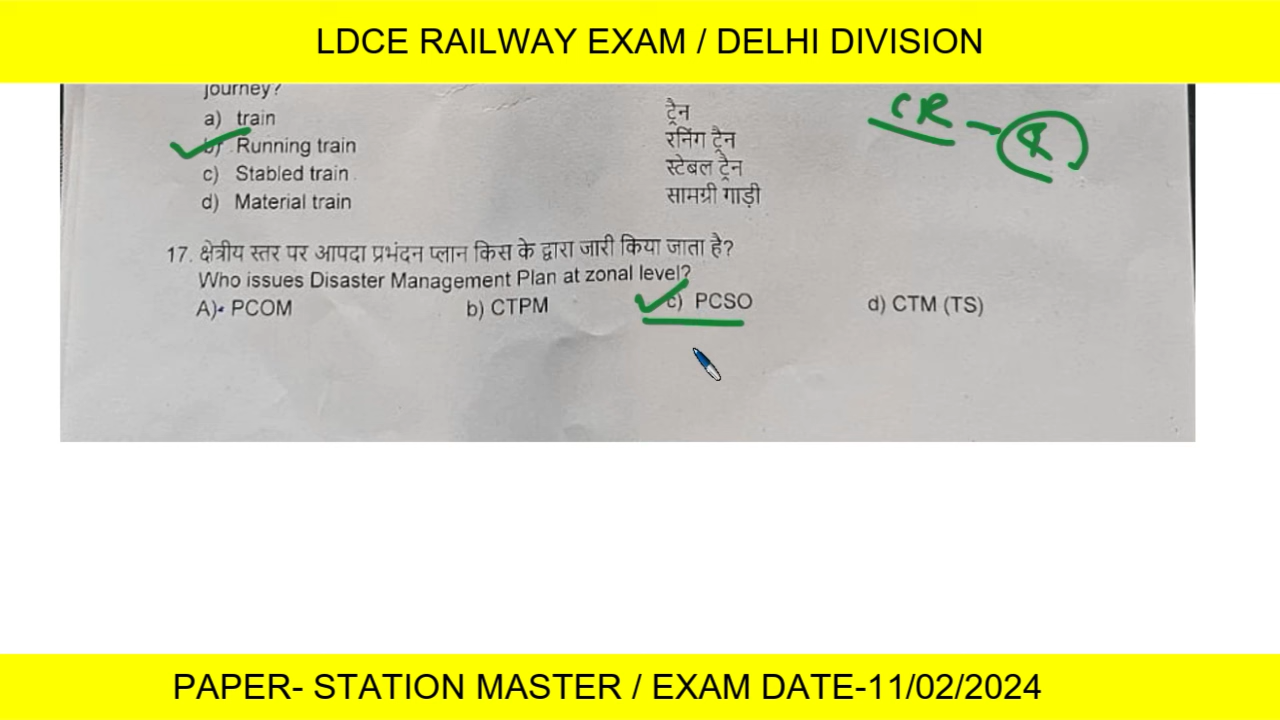 LDCE RAILWAY EXAM / DELHI DIVISION
journey?
a) train ट्रैन
b) Running train रनिंग ट्रैन
c) Stabled train स्टेबल ट्रैन
d) Material train सामग्री गाड़ी
CR -
17. क्षेत्रीय स्तर पर आपदा प्रभंदन प्लान किस के द्वारा जारी किया जाता है?
Who issues Disaster Management Plan at zonal level?
A) PCOM b) CTPM c) PCSO d) CTM (TS)
PAPER- STATION MASTER / EXAM DATE-11/02/2024